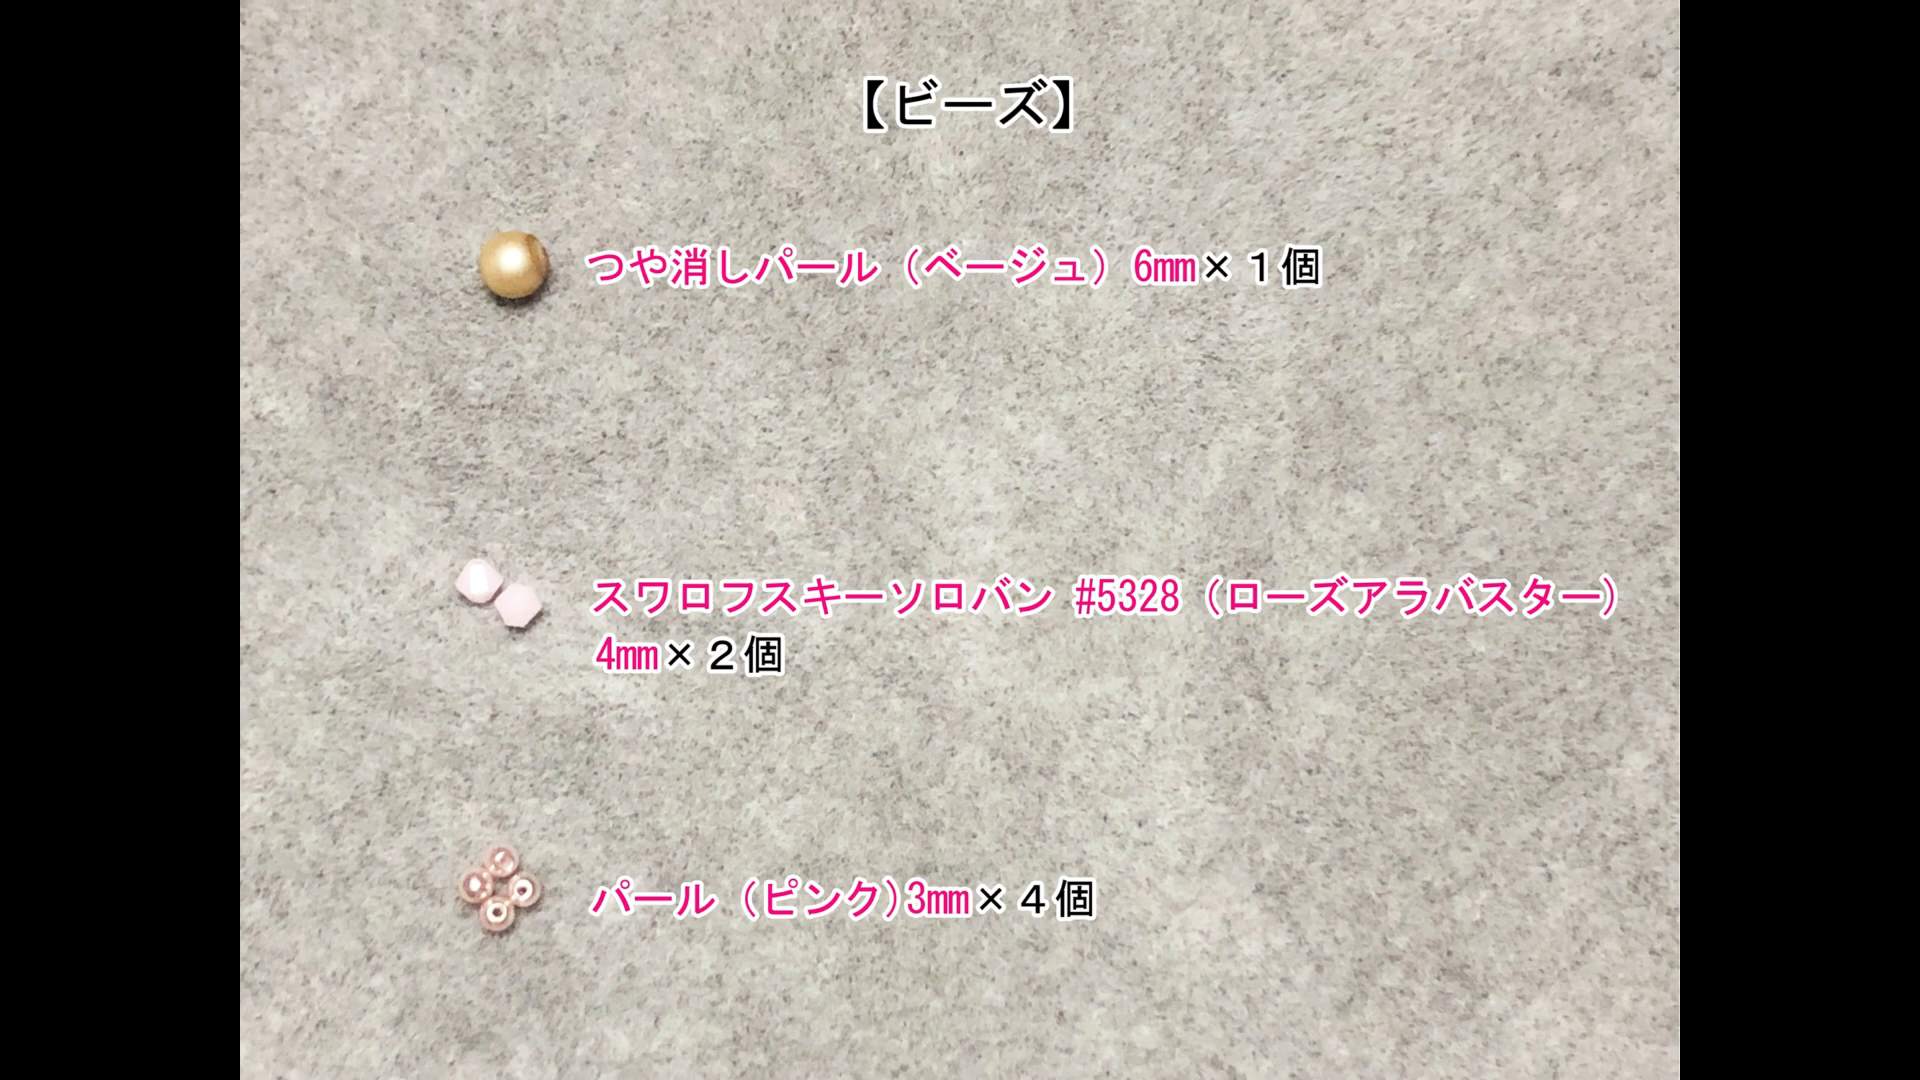 【ビーズ】
つや消しパール（ベージュ）6mm×１個
スワロフスキーソロバン #5328（ローズアラバスター）
4mm×２個
パール（ピンク)3mm×４個